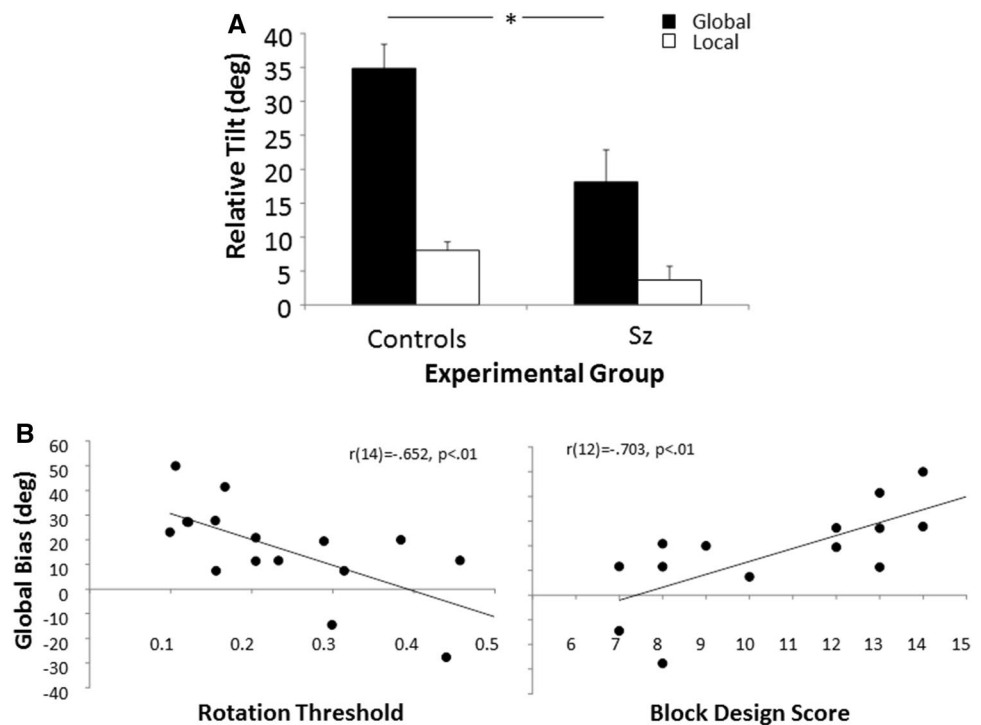 A
*
Global
Local
Relative Tilt (deg)
40
35
30
25
20
15
10
5
0
Controls Sz
Experimental Group
B
Global Bias (deg)
60
50
40
30
20
10
0
-10
-20
-30
-40
r(14)=-.652, p<.01
0.1 0.2 0.3 0.4 0.5
Rotation Threshold
r(12)=-.703, p<.01
6 7 8 9 10 11 12 13 14 15
Block Design Score